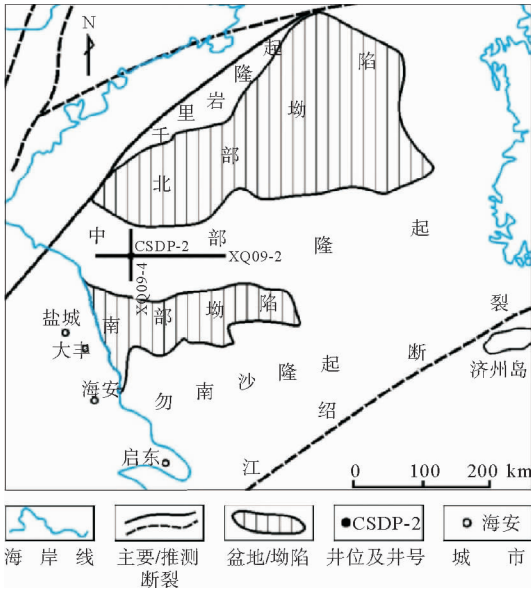 N
千里岩隆起
北部坳陷
中部隆起
CSDP-2
XQ09-2
XQ09-4
南部坳陷
盐城
大丰
海安
勿南沙隆起
启东
江绍断裂
济州岛
0 100 200 km
CSDP-2
海安
海岸线
主要/推测断裂
盆地/坳陷
井位及井号
城市